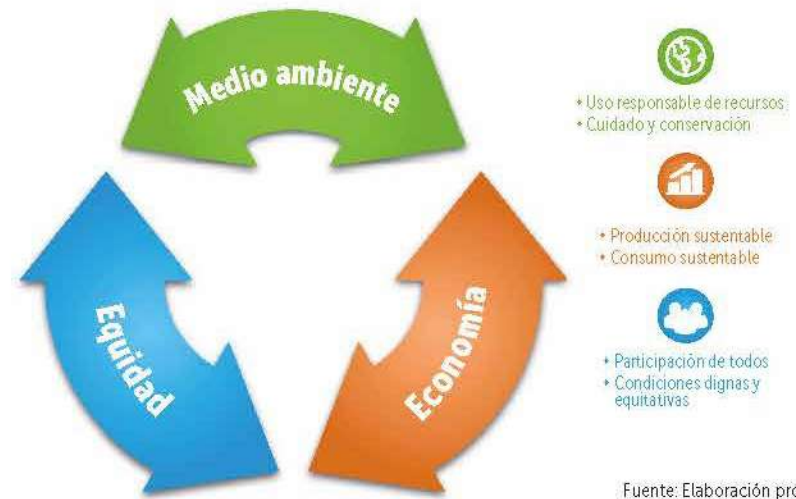 Medio ambiente
Equidad
Economía
• Uso responsable de recursos
• Cuidado y conservación
• Producción sustentable
• Consumo sustentable
• Participación de todos
• Condiciones dignas y
equitativas
Fuente: Elaboración pro